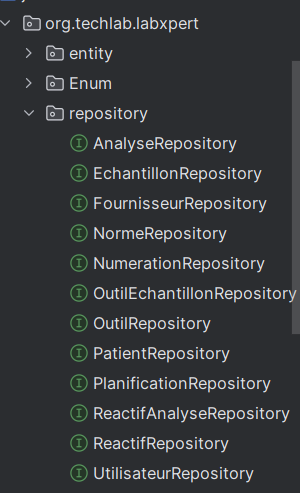 org.techlab.labxpert
entity
Enum
repository
AnalyseRepository
EchantillonRepository
FournisseurRepository
NormeRepository
NumerationRepository
OutilEchantillonRepository
OutilRepository
PatientRepository
PlanificationRepository
ReactifAnalyseRepository
ReactifRepository
UtilisateurRepository